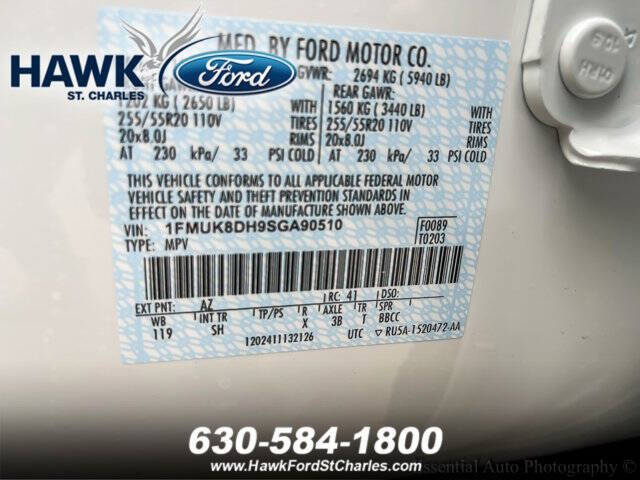 HAWK
ST. CHARLES
Ford
MFD. BY FORD MOTOR CO.
GVWR: 2694 KG ( 5940 LB)
REAR GAWR:
1202 KG ( 2650 LB) WITH 1560 KG ( 3440 LB) WITH
255/55R20 110V TIRES 255/55R20 110V TIRES
20x8.0J RIMS 20x8.0J RIMS
AT 230 kPa/ 33 PSI COLD AT 230 kPa/ 33 PSI COLD
THIS VEHICLE CONFORMS TO ALL APPLICABLE FEDERAL MOTOR
VEHICLE SAFETY AND THEFT PREVENTION STANDARDS IN
EFFECT ON THE DATE OF MANUFACTURE SHOWN ABOVE.
VIN: 1FMUK8DH9SGA90510 F0089
TYPE: MPV T0203
EXT PNT: AZ RC: 41 DSO:
WB INT TR TP/PS R AXLE TR SPR
119 SH X 3B T BBCC
1202411132126 UTC RU5A-1520472-AA
630-584-1800
www.HawkFordStCharles.com
Essential Auto Photography ©